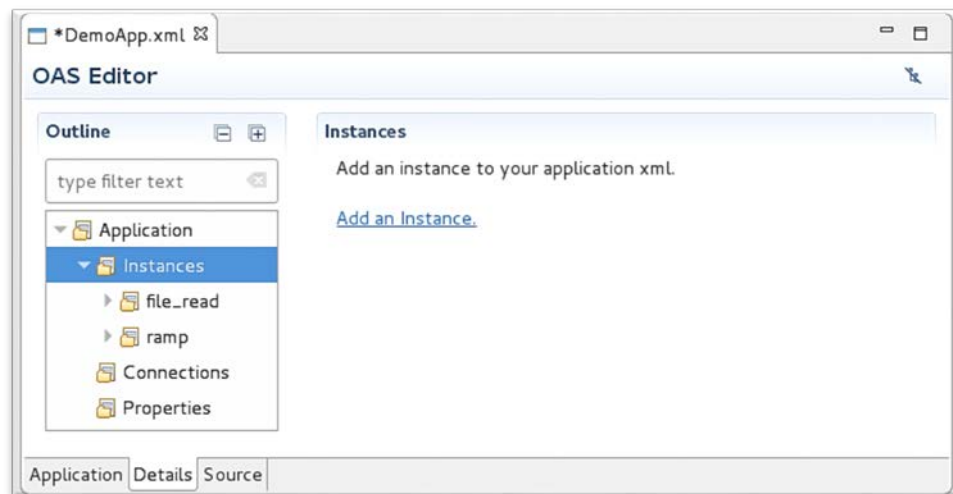 *DemoApp.xml
OAS Editor
Outline
type filter text
Application
Instances
file_read
ramp
Connections
Properties
Instances
Add an instance to your application xml.
Add an Instance.
Application Details Source